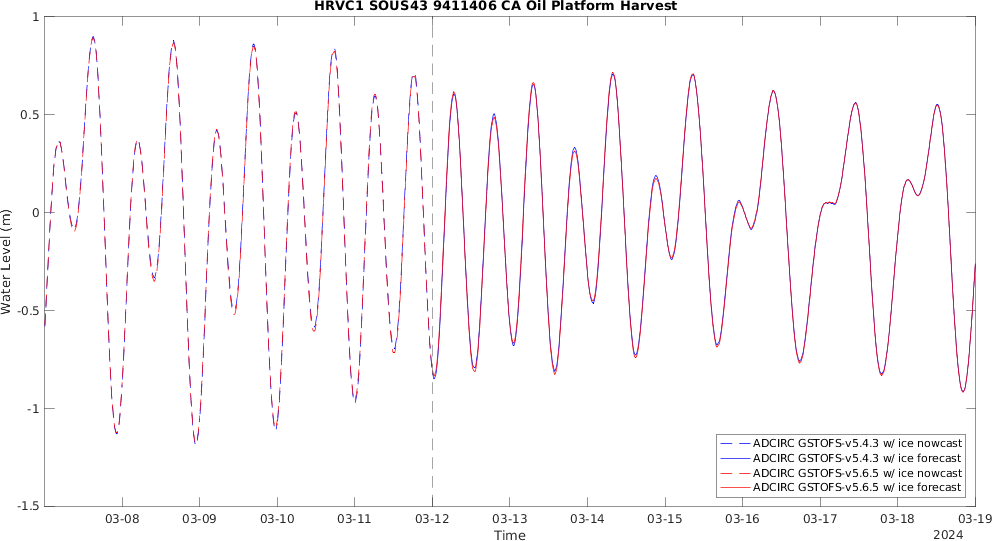 HRVC1 SOUS43 9411406 CA Oil Platform Harvest
1
0.5
0
-0.5
-1
-1.5
Water Level (m)
ADCIRC GSTOFS-v5.4.3 w/ ice nowcast
ADCIRC GSTOFS-v5.4.3 w/ ice forecast
ADCIRC GSTOFS-v5.6.5 w/ ice nowcast
ADCIRC GSTOFS-v5.6.5 w/ ice forecast
03-08 03-09 03-10 03-11 03-12 03-13 03-14 03-15 03-16 03-17 03-18 03-19
Time 2024